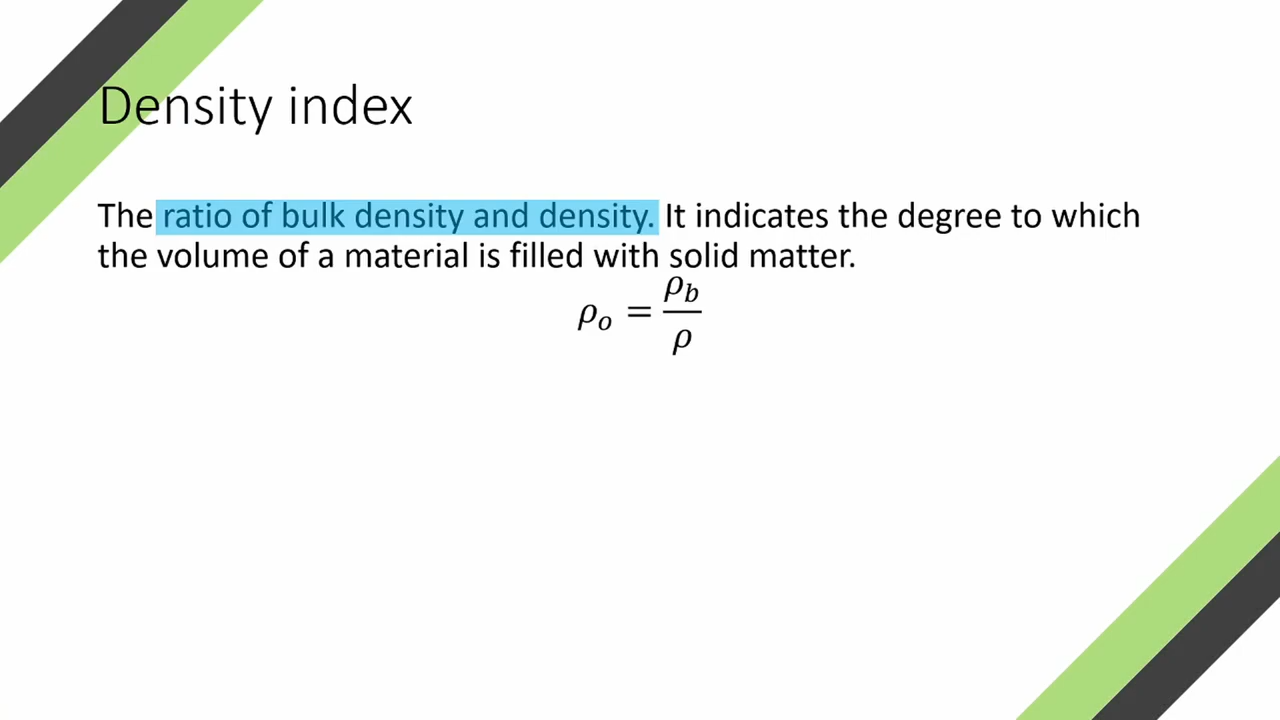 Density index
The ratio of bulk density and density. It indicates the degree to which
the volume of a material is filled with solid matter.
ρₒ = ρb/ρ